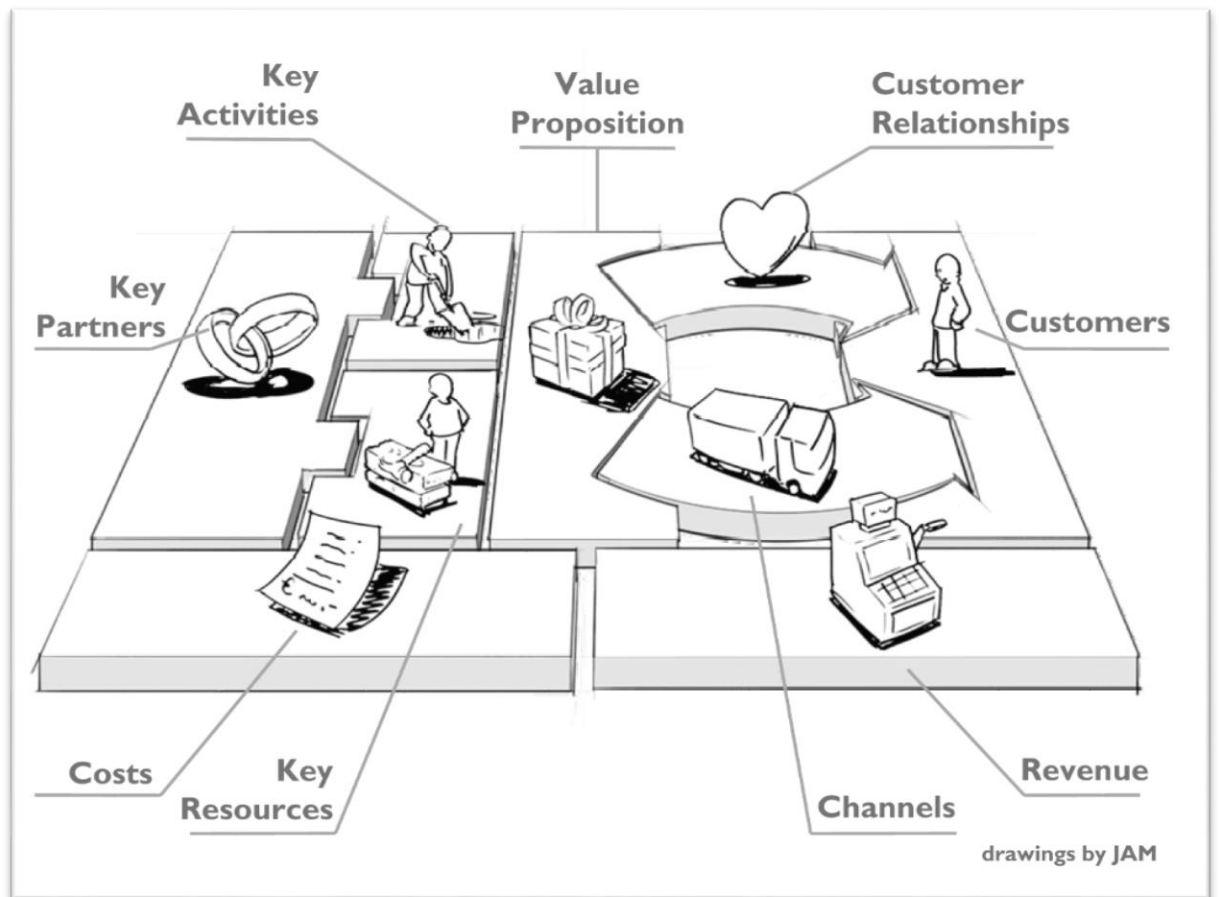 Key
Activities
Value
Proposition
Customer
Relationships
Key
Partners
Customers
Costs
Key
Resources
Channels
Revenue
drawings by JAM